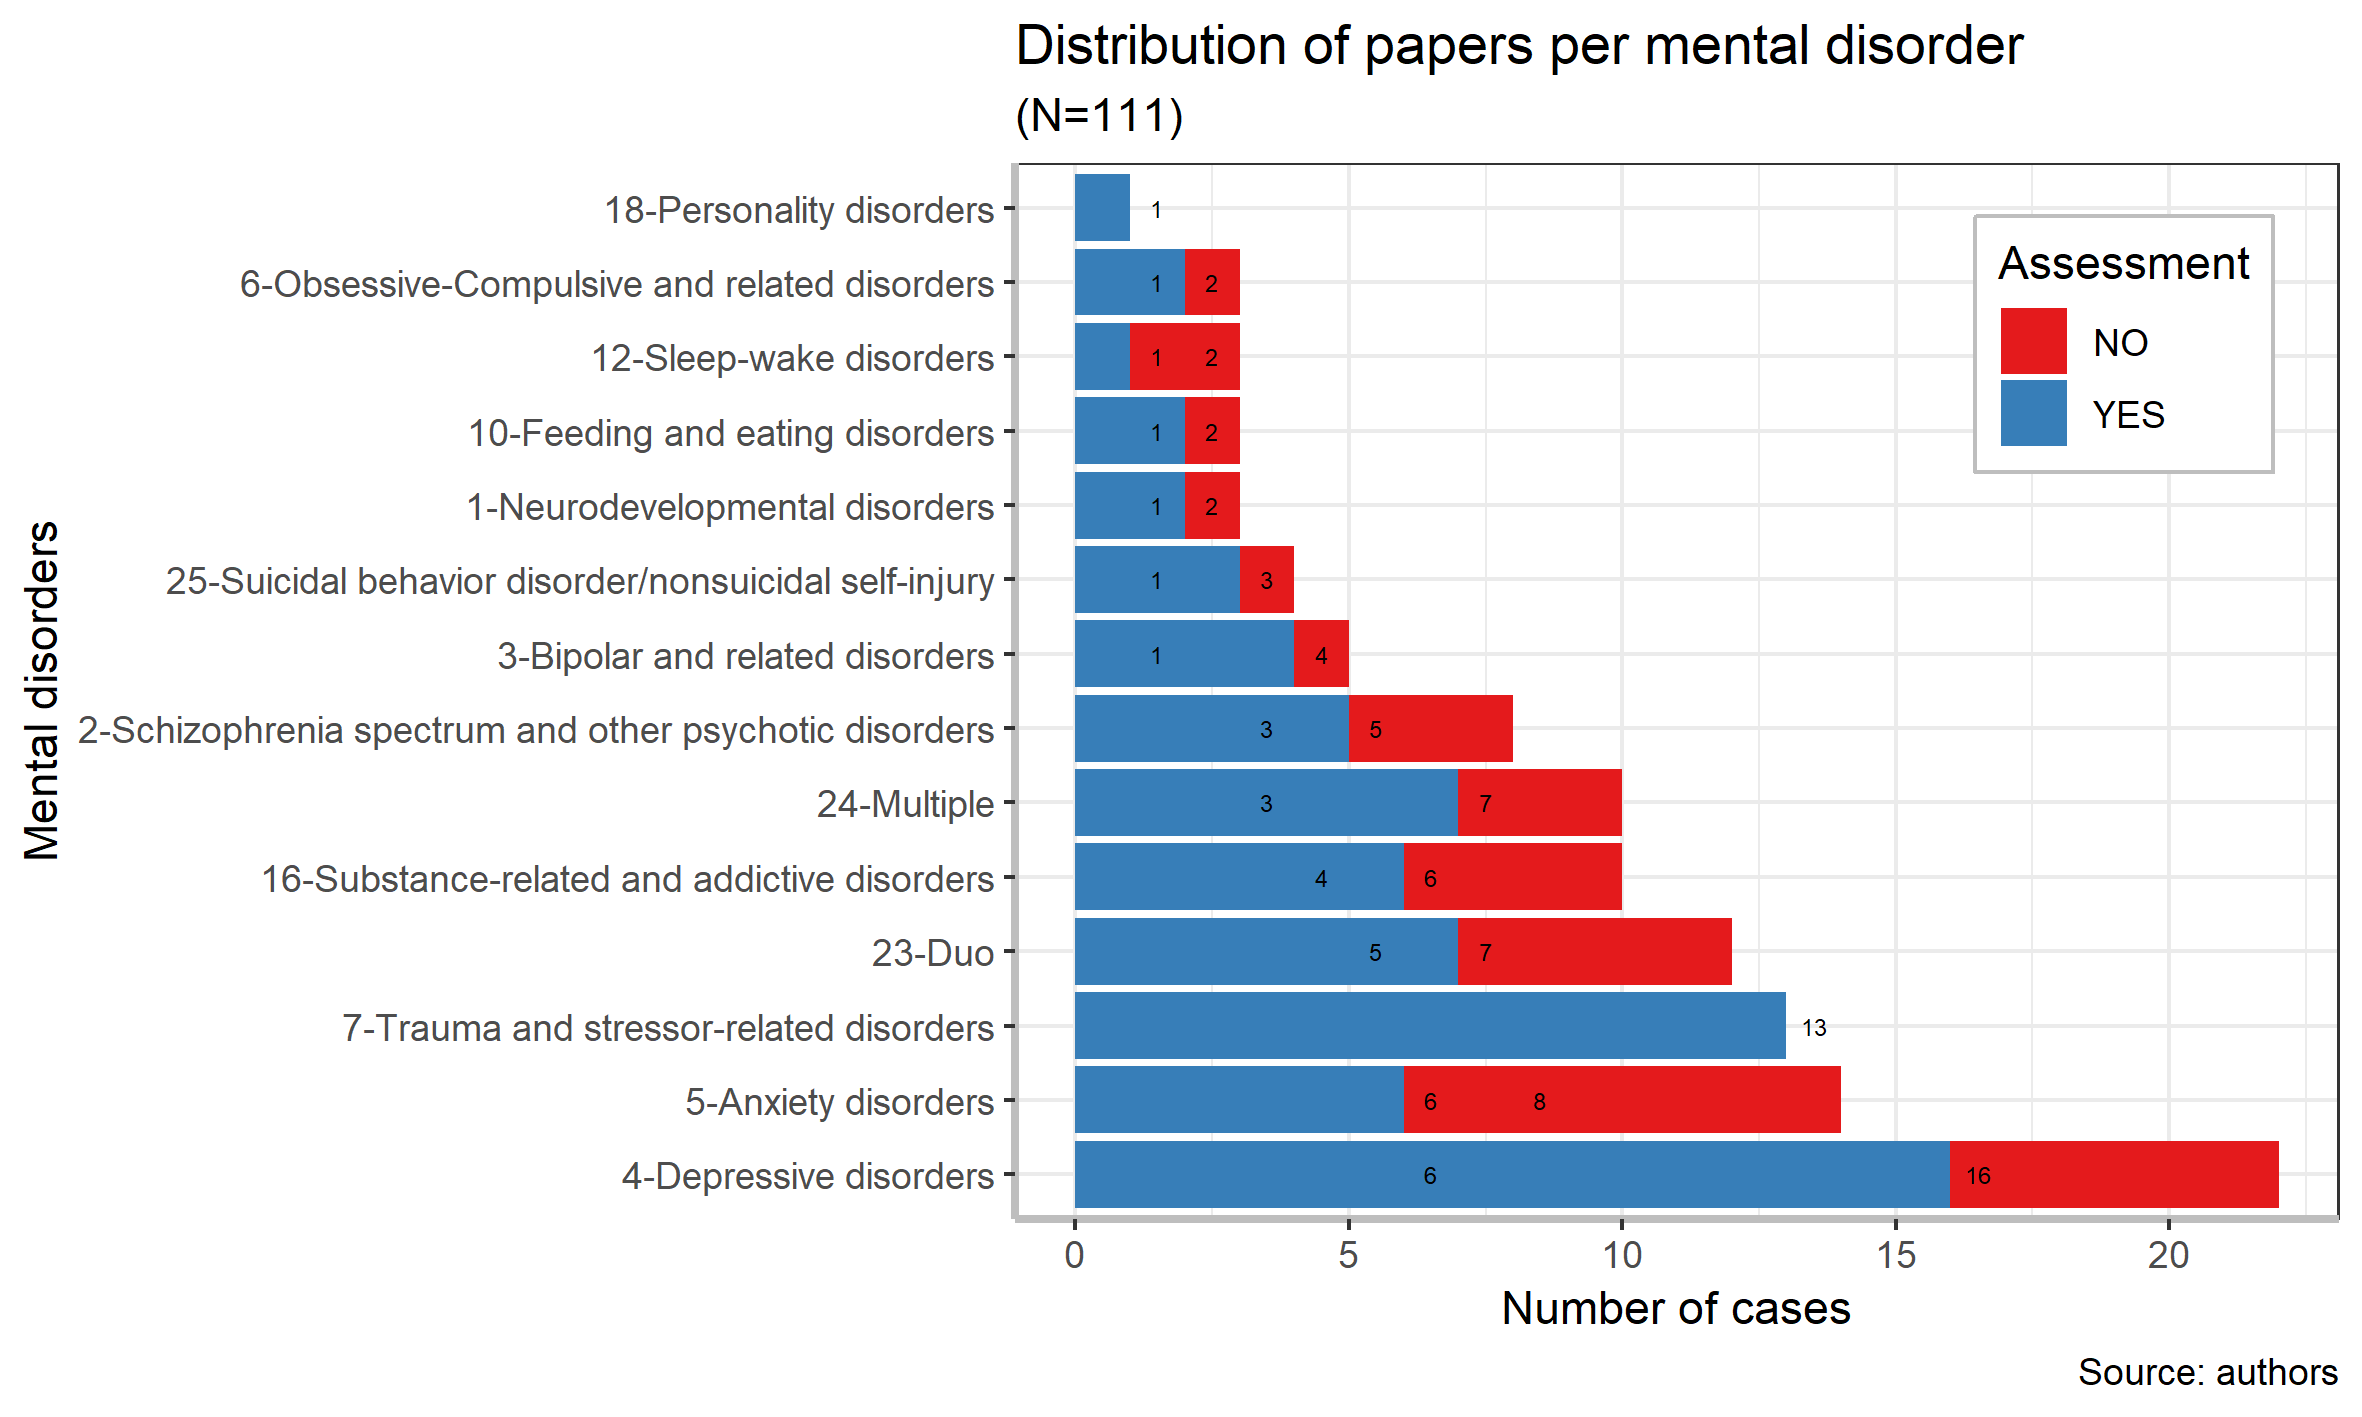 Distribution of papers per mental disorder
(N=111)
Mental disorders
18-Personality disorders 1
6-Obsessive-Compulsive and related disorders 1 2
12-Sleep-wake disorders 1 2
10-Feeding and eating disorders 1 2
1-Neurodevelopmental disorders 1 2
25-Suicidal behavior disorder/nonsuicidal self-injury 1 3
3-Bipolar and related disorders 1 4
2-Schizophrenia spectrum and other psychotic disorders 3 5
24-Multiple 3 7
16-Substance-related and addictive disorders 4 6
23-Duo 5 7
7-Trauma and stressor-related disorders 13
5-Anxiety disorders 6 8
4-Depressive disorders 6 16
Assessment
NO
YES
0 5 10 15 20
Number of cases
Source: authors